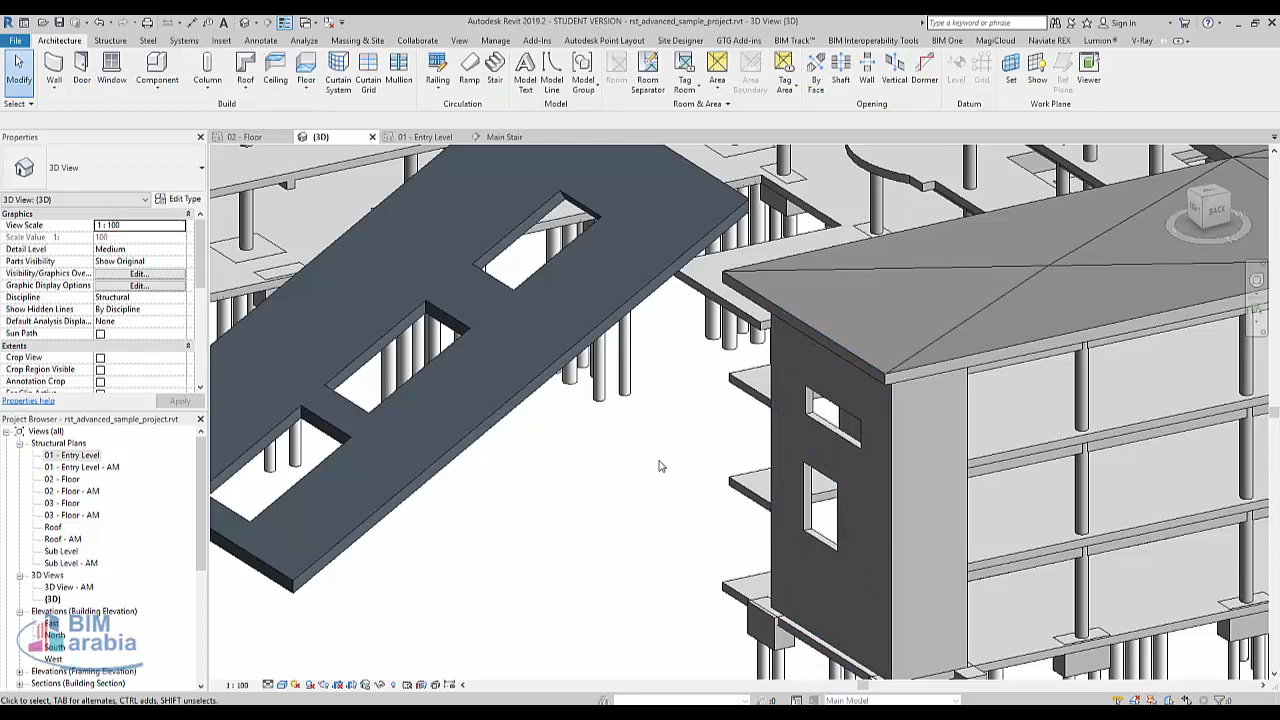 Autodesk Revit 2019.2 - STUDENT VERSION - rst_advanced_sample_project.rvt - 3D View: {3D}
Type a keyword or phrase
Sign In
File Architecture Structure Steel Systems Insert Annotate Analyze Massing & Site Collaborate View Manage Add-Ins Autodesk Point Layout Site Designer GTG Add-ins BIM Track™ BIM Interoperability Tools BIM One MagiCloud Naviate REX Lumion® V-Ray
Modify Wall Door Window Component Column Roof Ceiling Floor Curtain System Curtain Grid Mullion Railing Ramp Stair Model Text Model Line Model Group Room Room Separator Tag Room Area Area Boundary Tag Area By Face Shaft Wall Vertical Dormer Level Grid Set Show Ref Plane Viewer
Select Build Circulation Model Room & Area Opening Datum Work Plane
Properties
02 - Floor {3D} 01 - Entry Level Main Stair
3D View
3D View: {3D} Edit Type
Graphics
View Scale 1 : 100
Scale Value 1: 100
Detail Level Medium
Parts Visibility Show Original
Visibility/Graphics Ove... Edit...
Graphic Display Options Edit...
Discipline Structural
Show Hidden Lines By Discipline
Default Analysis Displa... None
Sun Path
Extents
Crop View
Crop Region Visible
Annotation Crop
Properties help Apply
Project Browser - rst_advanced_sample_project.rvt
Views (all)
Structural Plans
01 - Entry Level
01 - Entry Level - AM
02 - Floor
02 - Floor - AM
03 - Floor
03 - Floor - AM
Roof
Roof - AM
Sub Level
Sub Level - AM
3D Views
3D View - AM
{3D}
Elevations (Building Elevation)
East
North
South
West
BIM
arabia
Elevations (Framing Elevation)
Sections (Building Section)
BACK
1 : 100
Click to select, TAB for alternates, CTRL adds, SHIFT unselects.
:0
Main Model
:0